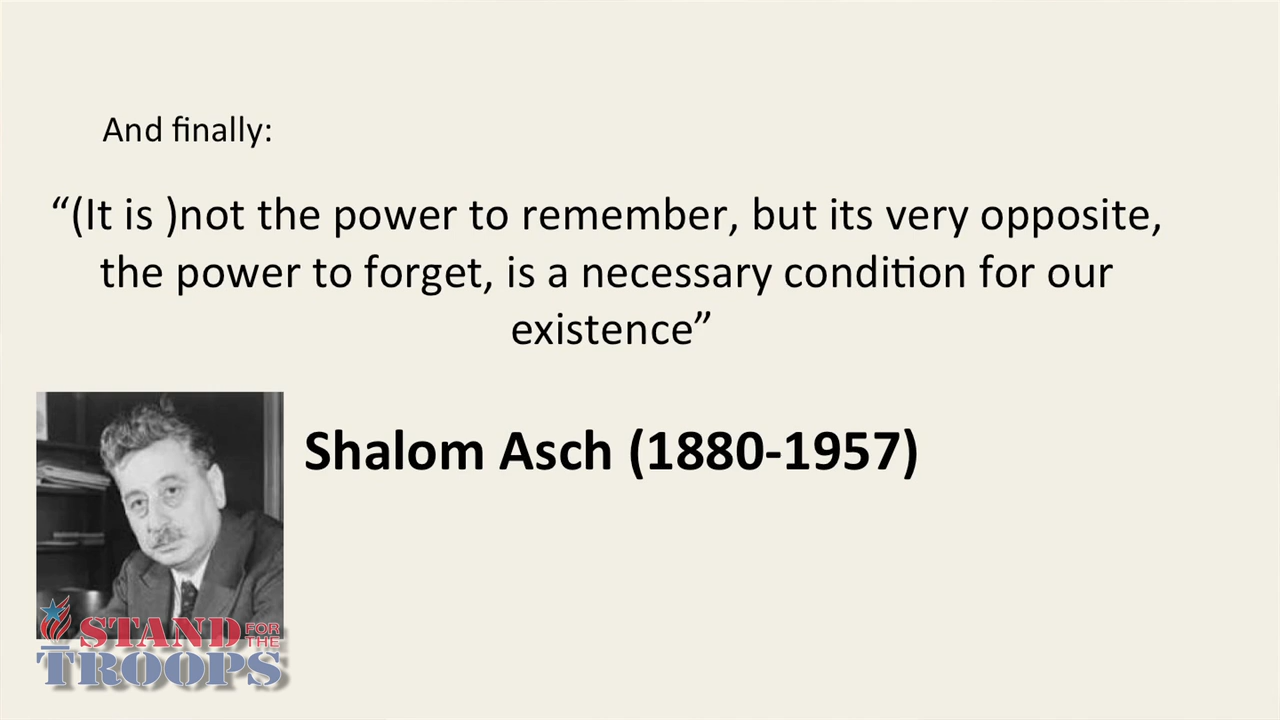 And finally:
“(It is )not the power to remember, but its very opposite,
the power to forget, is a necessary condition for our
existence”
Shalom Asch (1880-1957)
STAND FOR THE
TROOPS